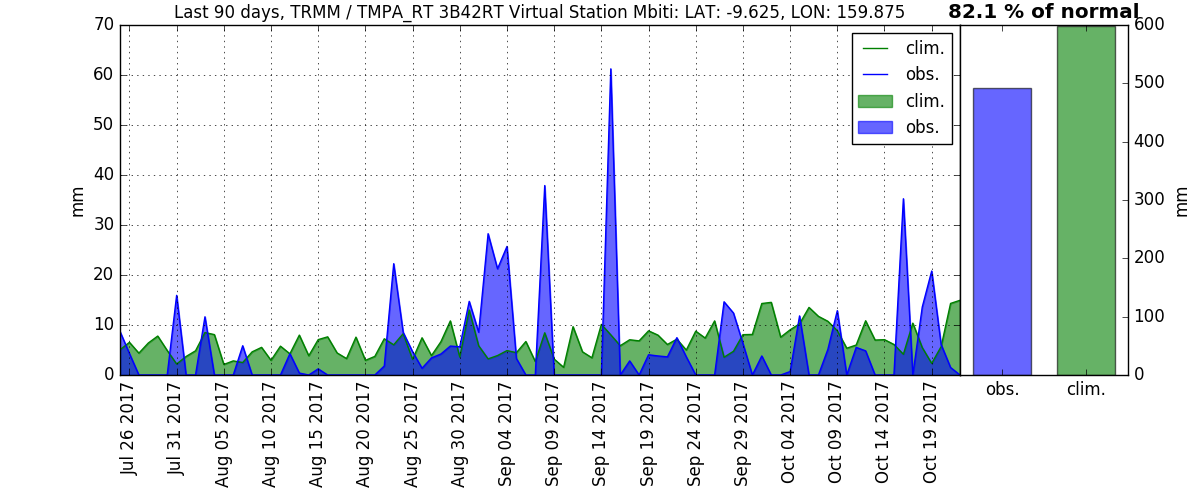 Last 90 days, TRMM / TMPA_RT 3B42RT Virtual Station Mbiti: LAT: -9.625, LON: 159.875
82.1 % of normal
70
60
50
40
30
20
10
0
mm
clim.
obs.
clim.
obs.
600
500
400
300
200
100
0
mm
obs.
clim.
Jul 26 2017
Jul 31 2017
Aug 05 2017
Aug 10 2017
Aug 15 2017
Aug 20 2017
Aug 25 2017
Aug 30 2017
Sep 04 2017
Sep 09 2017
Sep 14 2017
Sep 19 2017
Sep 24 2017
Sep 29 2017
Oct 04 2017
Oct 09 2017
Oct 14 2017
Oct 19 2017